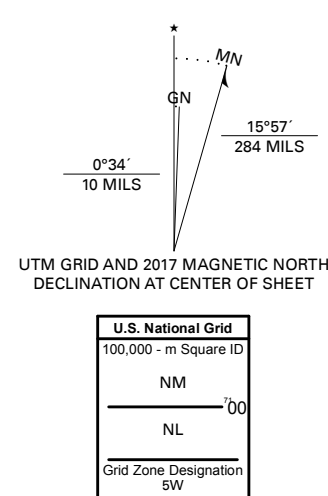 ★
MN
GN
15°57´
284 MILS
0°34´
10 MILS
UTM GRID AND 2017 MAGNETIC NORTH
DECLINATION AT CENTER OF SHEET
U.S. National Grid
100,000 - m Square ID
NM
71 00
NL
Grid Zone Designation
5W